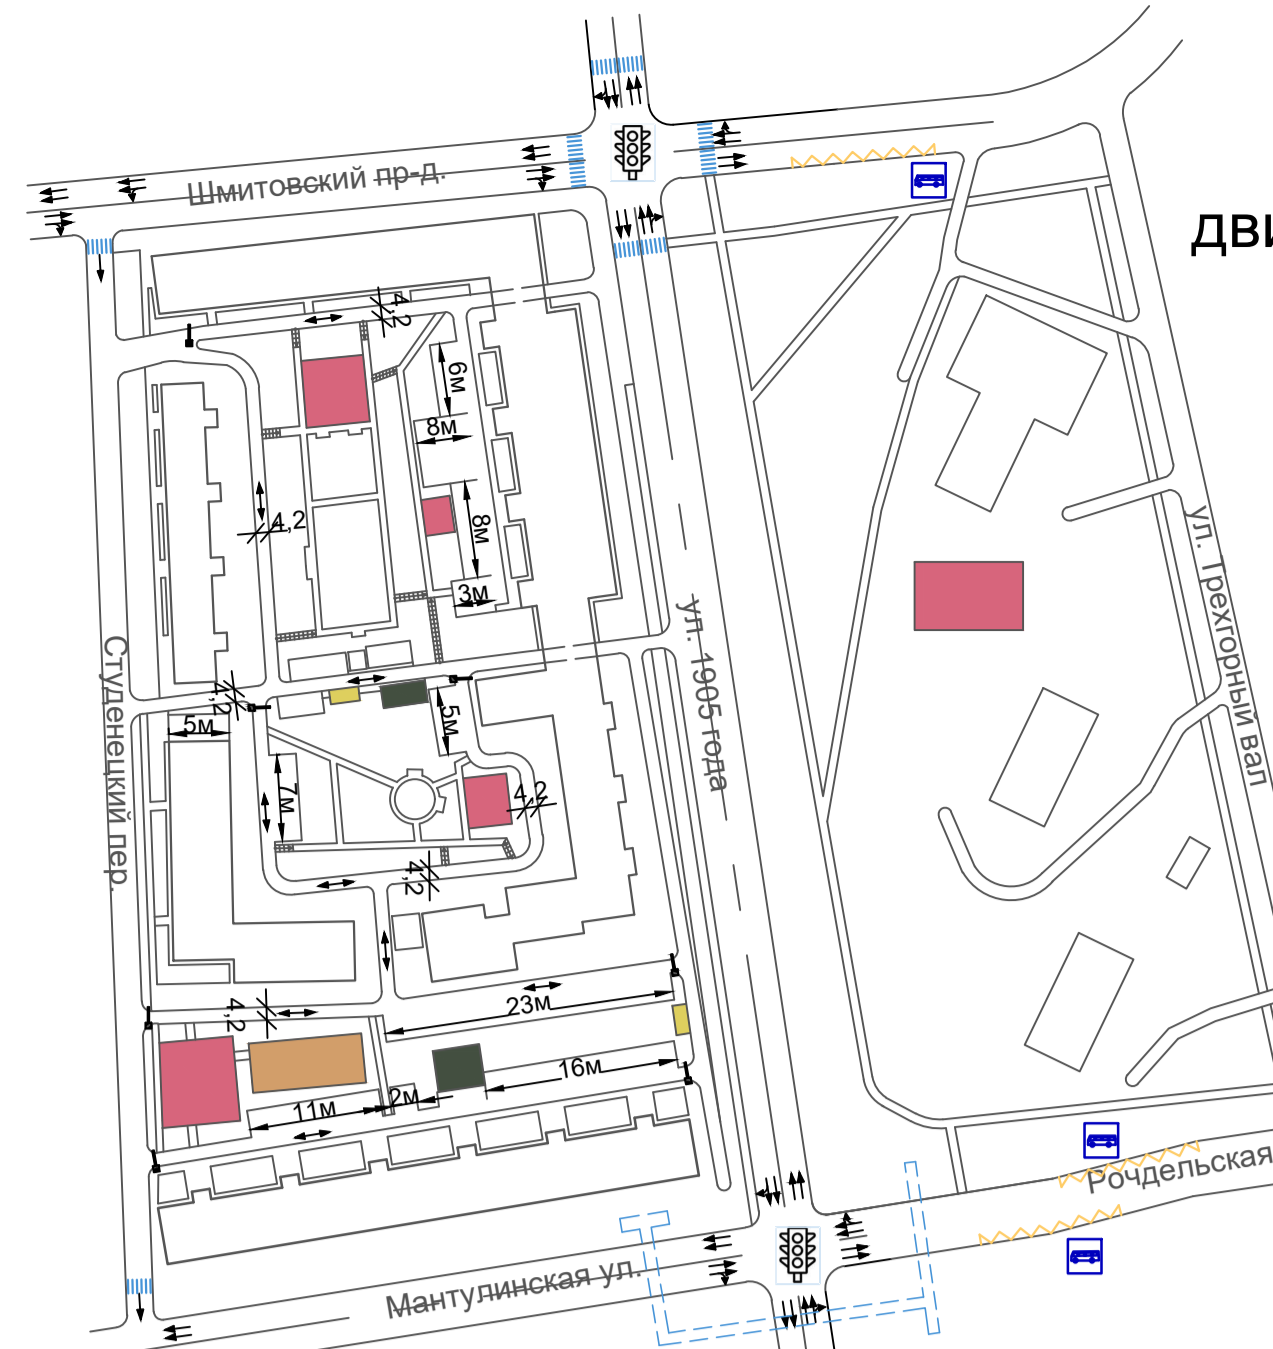 Шмитовский пр-д.
ДВИ
4,2
6м
8м
4,2
8м
3м
ул. Трехгорный вал
ул. 1905 года
Студенецкий пер.
4,2
5м
5м
7м
4,2
4,2
23м
4,2
16м
2м
11м
Рочдельская
Мантулинская ул.